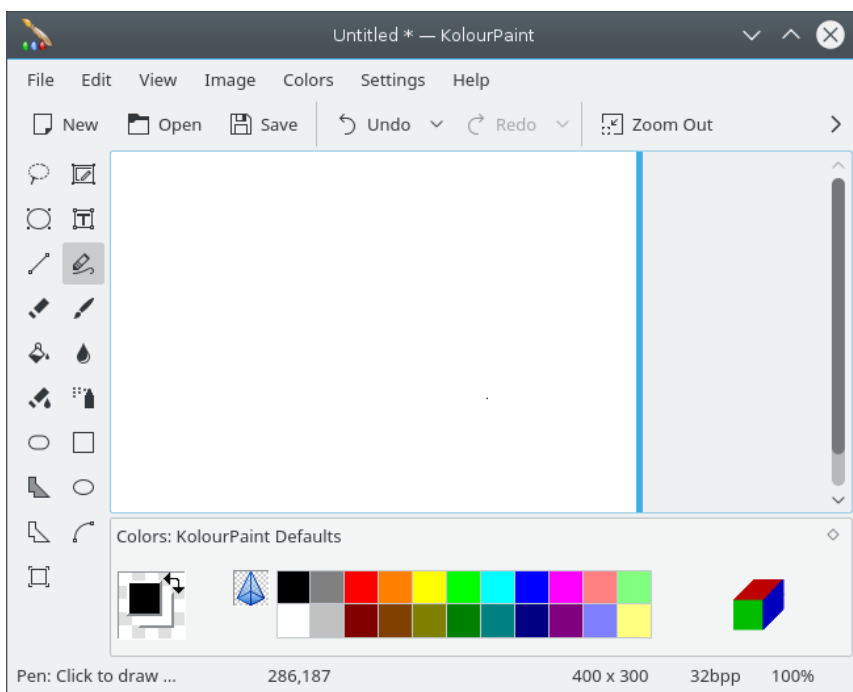 Untitled * — KolourPaint
File Edit View Image Colors Settings Help
New Open Save Undo Redo Zoom Out
T
Colors: KolourPaint Defaults
Pen: Click to draw ... 286,187 400 x 300 32bpp 100%